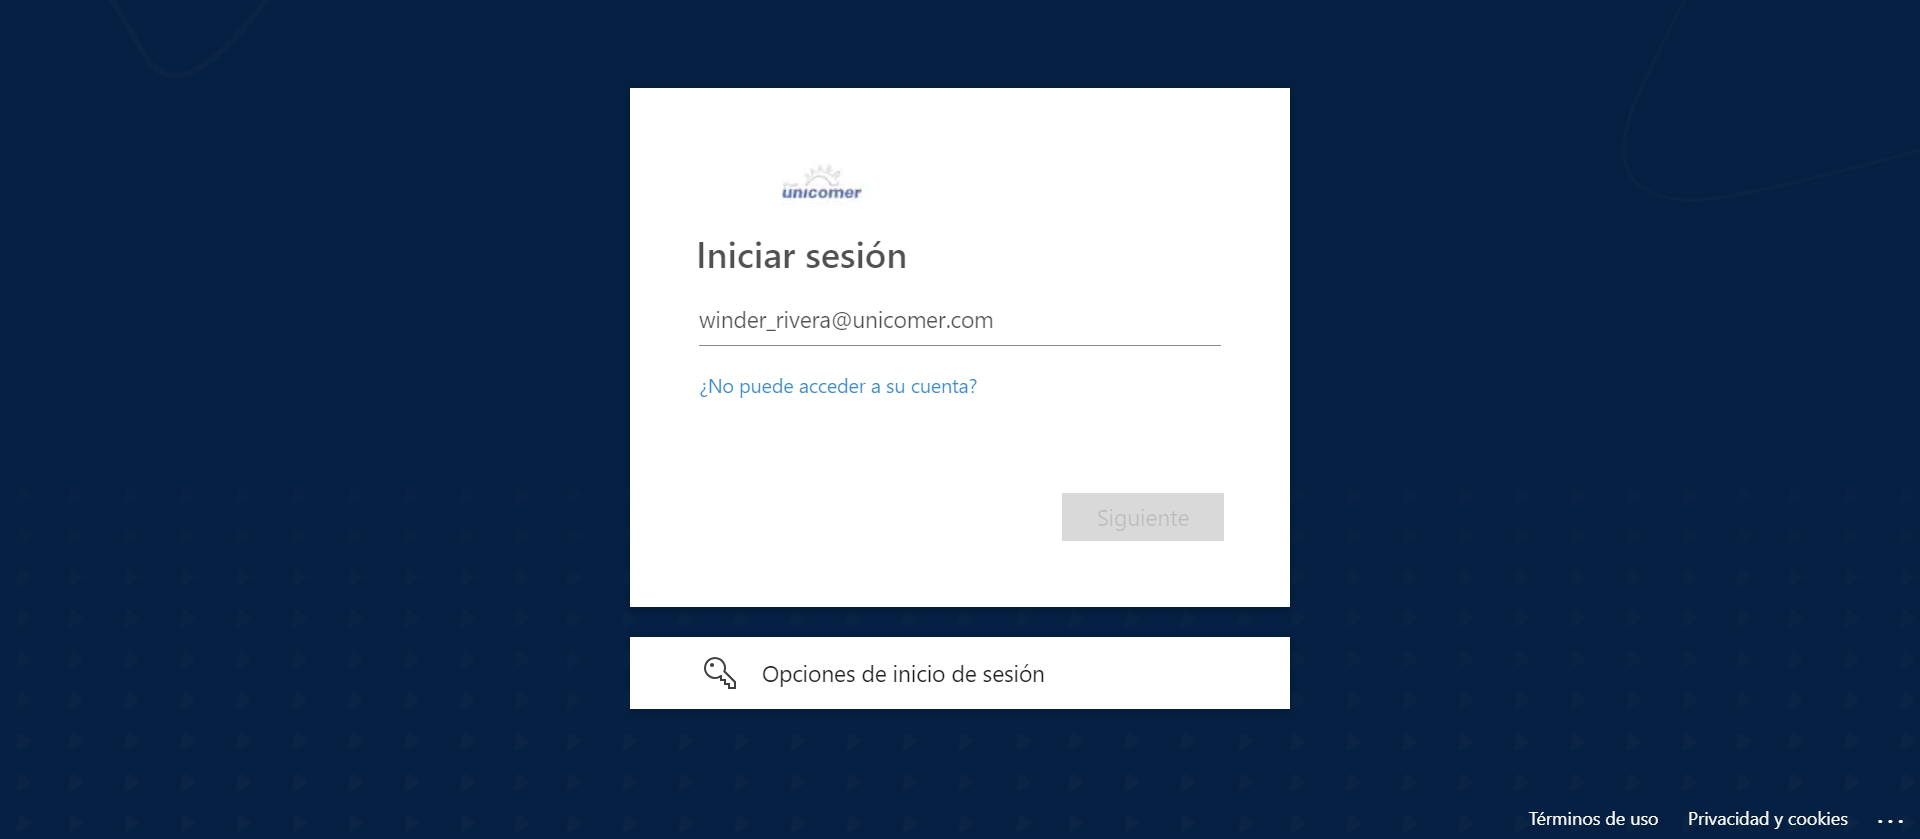 unicomer
Iniciar sesión
winder_rivera@unicomer.com
¿No puede acceder a su cuenta?
Siguiente
Opciones de inicio de sesión
Términos de uso Privacidad y cookies ...